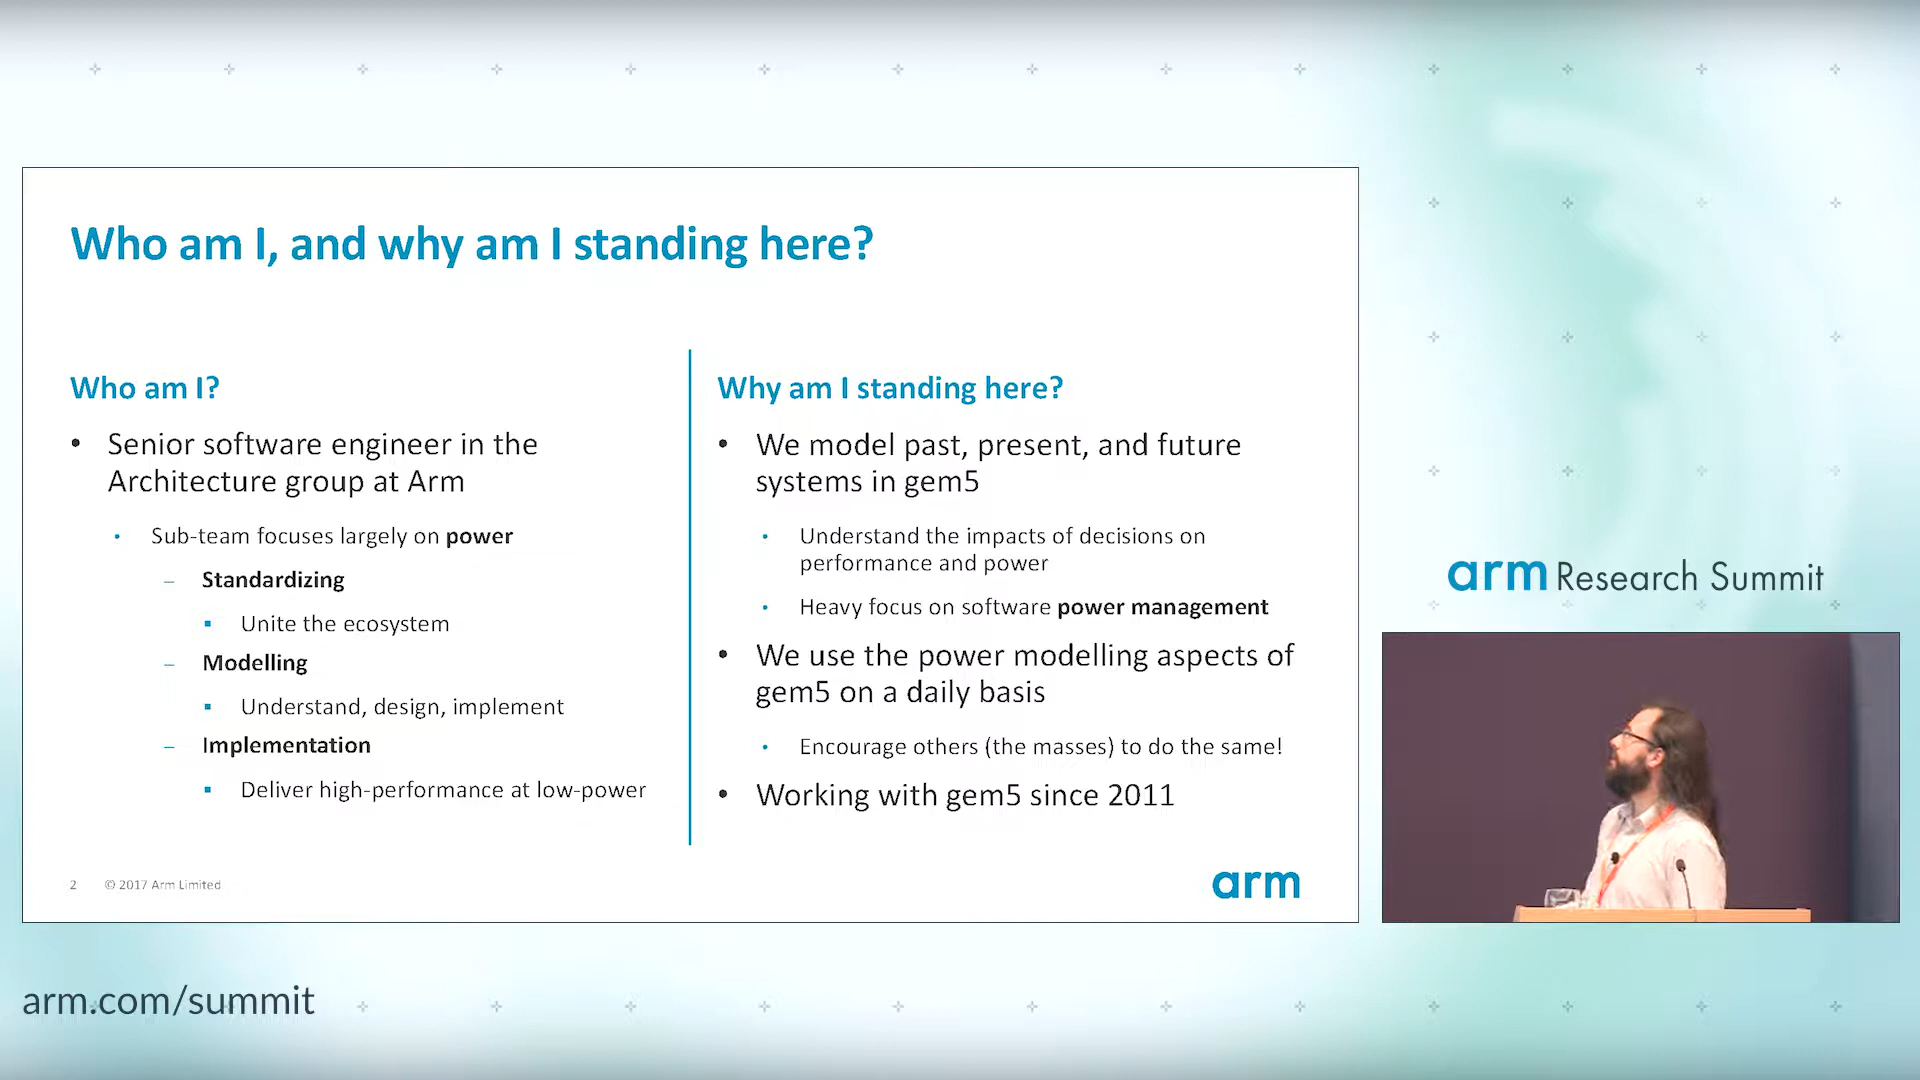 Who am I, and why am I standing here?
Who am I?
• Senior software engineer in the
Architecture group at Arm
• Sub-team focuses largely on power
– Standardizing
▪ Unite the ecosystem
– Modelling
▪ Understand, design, implement
– Implementation
▪ Deliver high-performance at low-power
Why am I standing here?
• We model past, present, and future
systems in gem5
• Understand the impacts of decisions on
performance and power
• Heavy focus on software power management
• We use the power modelling aspects of
gem5 on a daily basis
• Encourage others (the masses) to do the same!
• Working with gem5 since 2011
2 © 2017 Arm Limited
arm
arm Research Summit
arm.com/summit